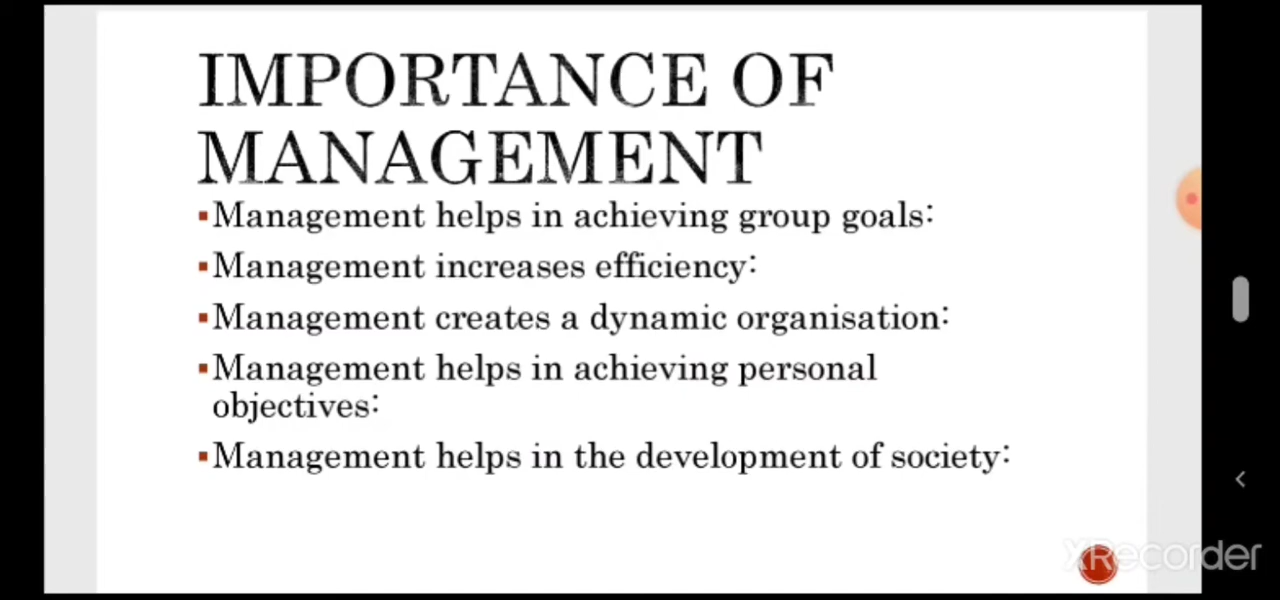 IMPORTANCE OF
MANAGEMENT
▪Management helps in achieving group goals:
▪Management increases efficiency:
▪Management creates a dynamic organisation:
▪Management helps in achieving personal
objectives:
▪Management helps in the development of society:
XRecorder